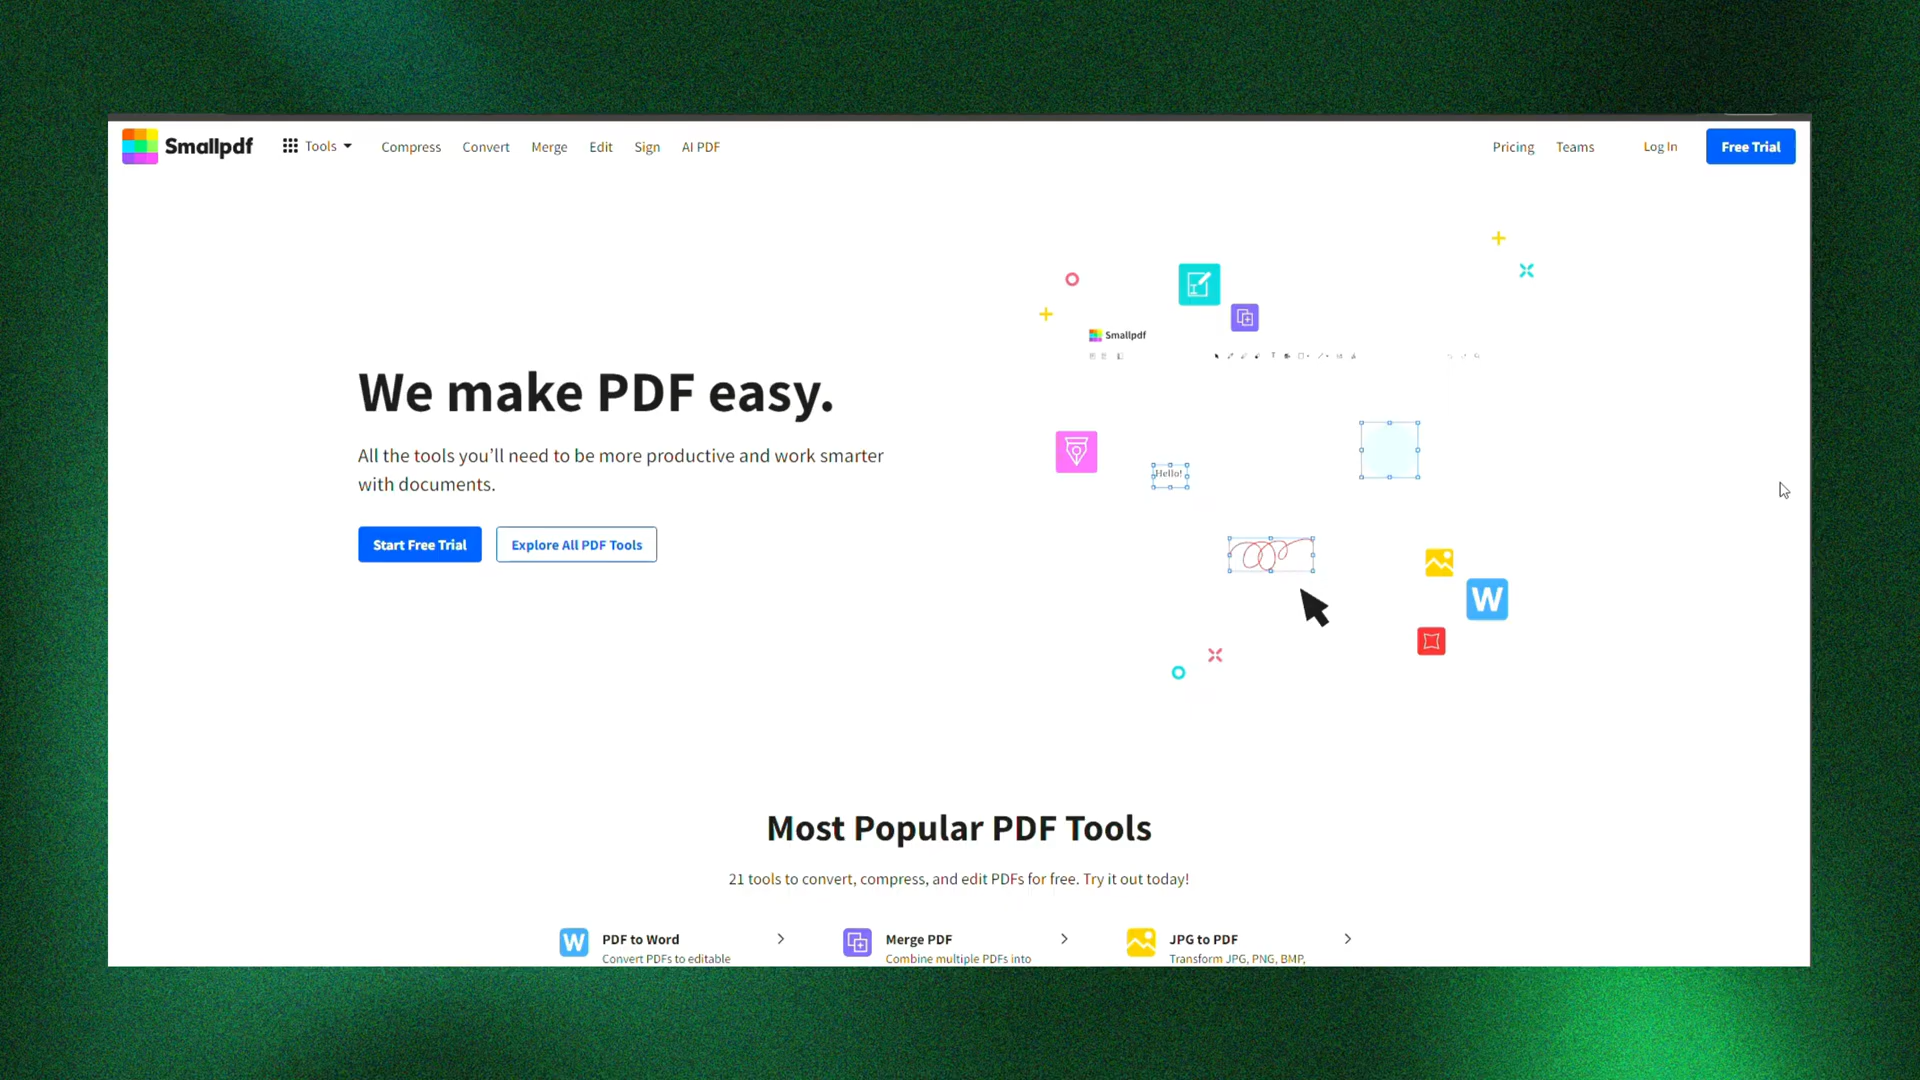 Smallpdf
Tools
Compress
Convert
Merge
Edit
Sign
AI PDF
Pricing
Teams
Log In
Free Trial
Smallpdf
We make PDF easy.
All the tools you’ll need to be more productive and work smarter
with documents.
Hello!
Start Free Trial
Explore All PDF Tools
W
Most Popular PDF Tools
21 tools to convert, compress, and edit PDFs for free. Try it out today!
W
PDF to Word
Convert PDFs to editable
Merge PDF
Combine multiple PDFs into
JPG to PDF
Transform JPG, PNG, BMP,